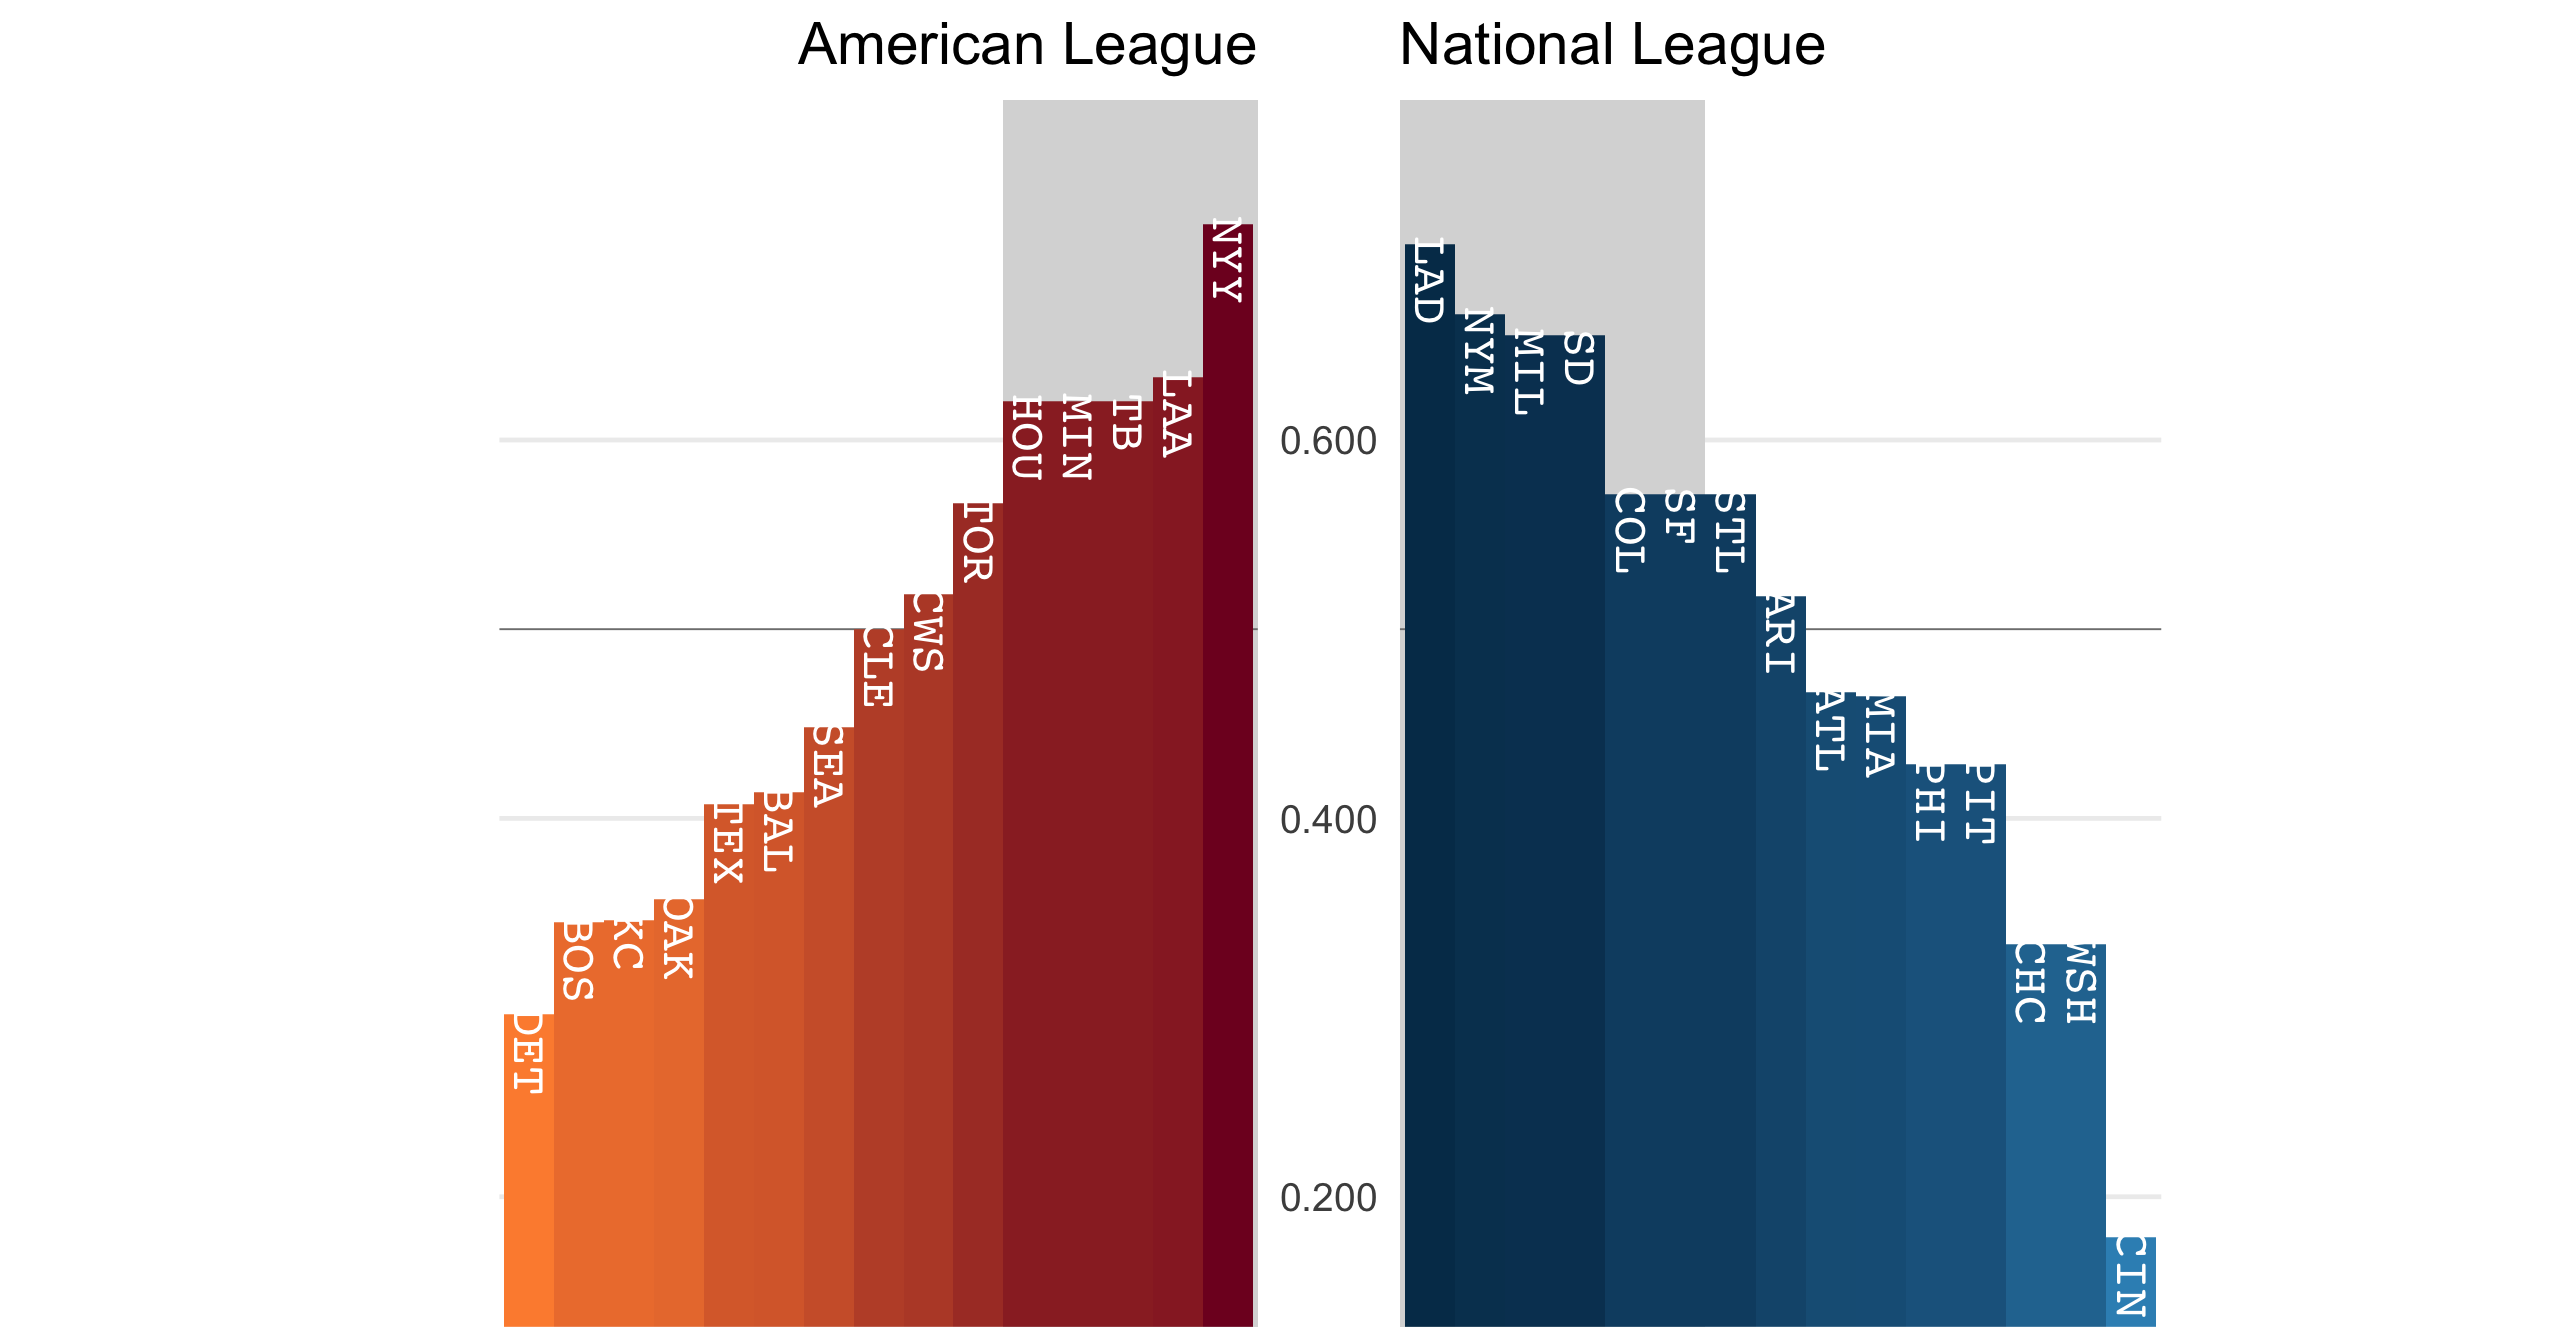 American League
National League
NYY
LAD
NYM
MIL
SD
LAA
HOU
MIN
TB
0.600
COL
SF
STL
TOR
CWS
ARI
CLE
ATL
MIA
SEA
PHI
PIT
BAL
TEX
0.400
OAK
KC
BOS
CHC
WSH
DET
0.200
CIN